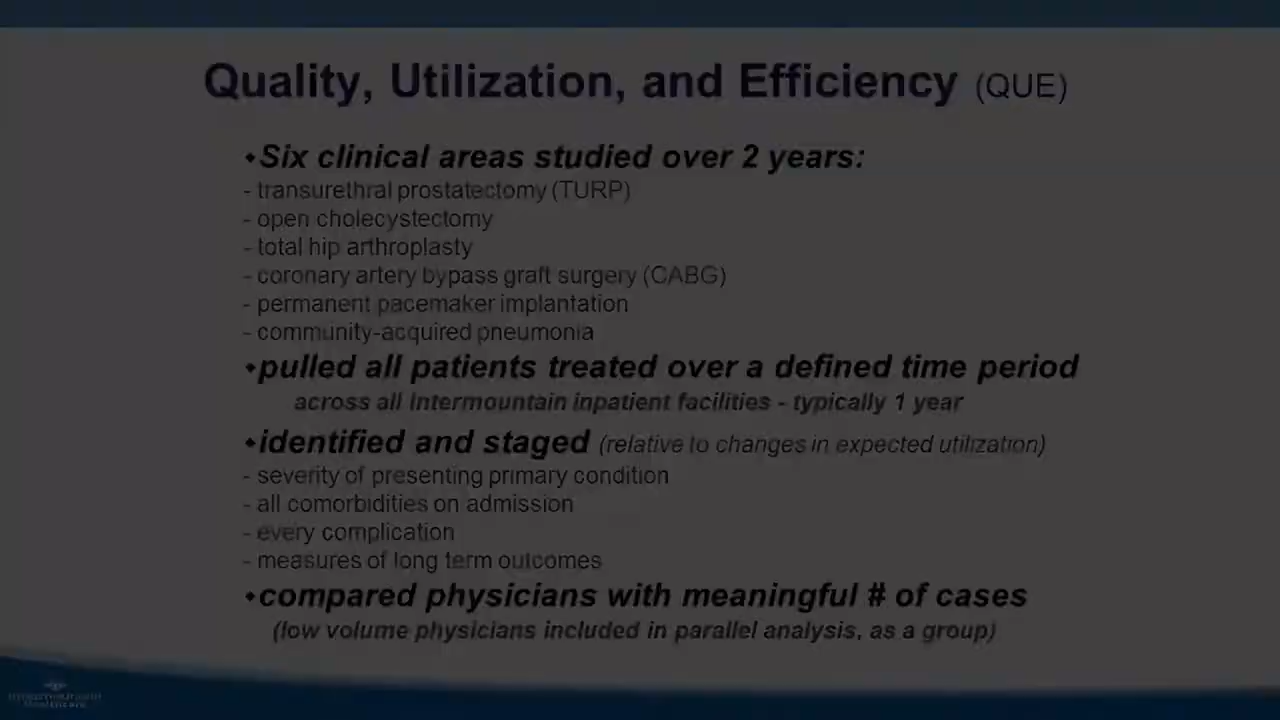 Quality, Utilization, and Efficiency (QUE)
•Six clinical areas studied over 2 years:
- transurethral prostatectomy (TURP)
- open cholecystectomy
- total hip arthroplasty
- coronary artery bypass graft surgery (CABG)
- permanent pacemaker implantation
- community-acquired pneumonia
•pulled all patients treated over a defined time period
across all Intermountain inpatient facilities - typically 1 year
•identified and staged (relative to changes in expected utilization)
- severity of presenting primary condition
- all comorbidities on admission
- every complication
- measures of long term outcomes
•compared physicians with meaningful # of cases
(low volume physicians included in parallel analysis, as a group)
Intermountain
Healthcare